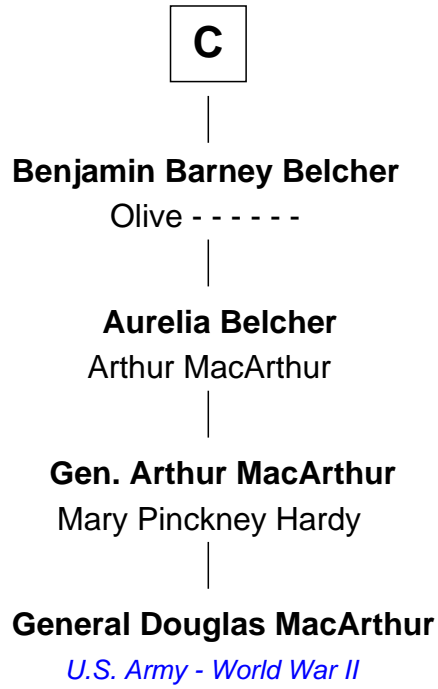 C
Benjamin Barney Belcher
Olive - - - - - -
Aurelia Belcher
Arthur MacArthur
Gen. Arthur MacArthur
Mary Pinckney Hardy
General Douglas MacArthur
U.S. Army - World War II